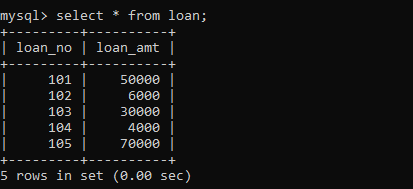 mysql> select * from loan;
+---------+----------+
| loan_no | loan_amt |
+---------+----------+
|     101 |    50000 |
|     102 |     6000 |
|     103 |    30000 |
|     104 |     4000 |
|     105 |    70000 |
+---------+----------+
5 rows in set (0.00 sec)